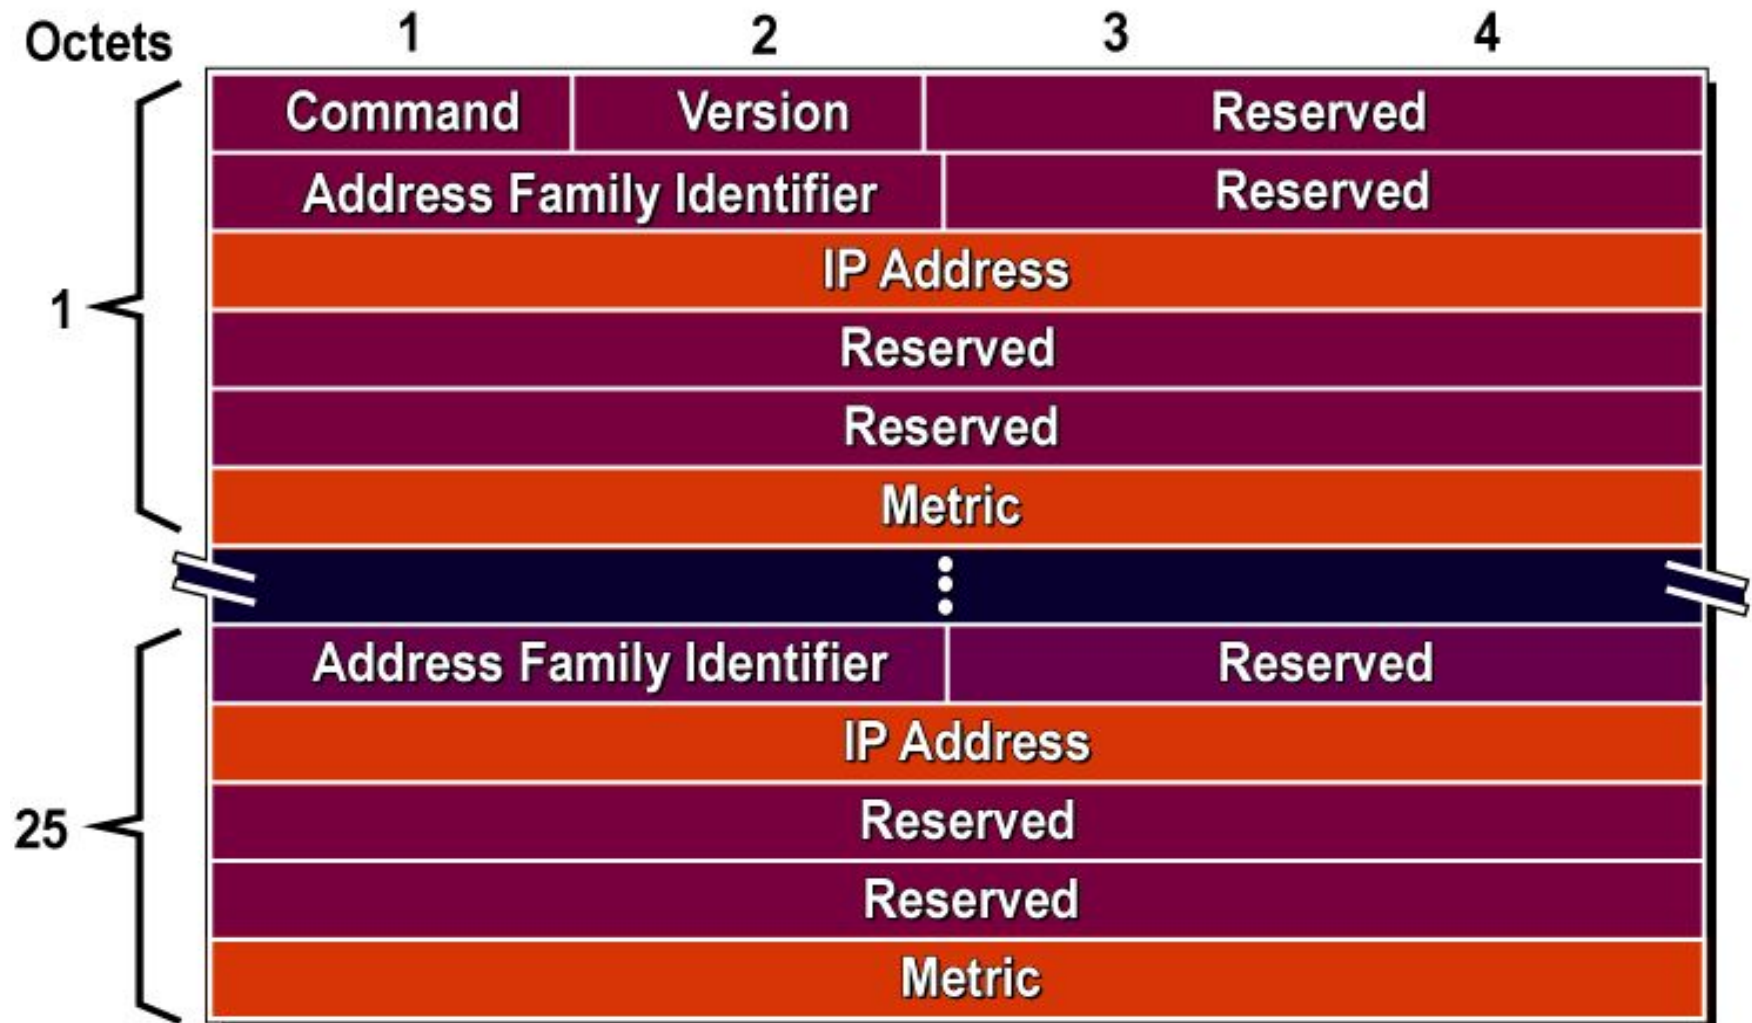 Octets 1 2 3 4
Command Version Reserved
Address Family Identifier Reserved
IP Address
1
Reserved
Reserved
Metric
Address Family Identifier Reserved
IP Address
25
Reserved
Reserved
Metric